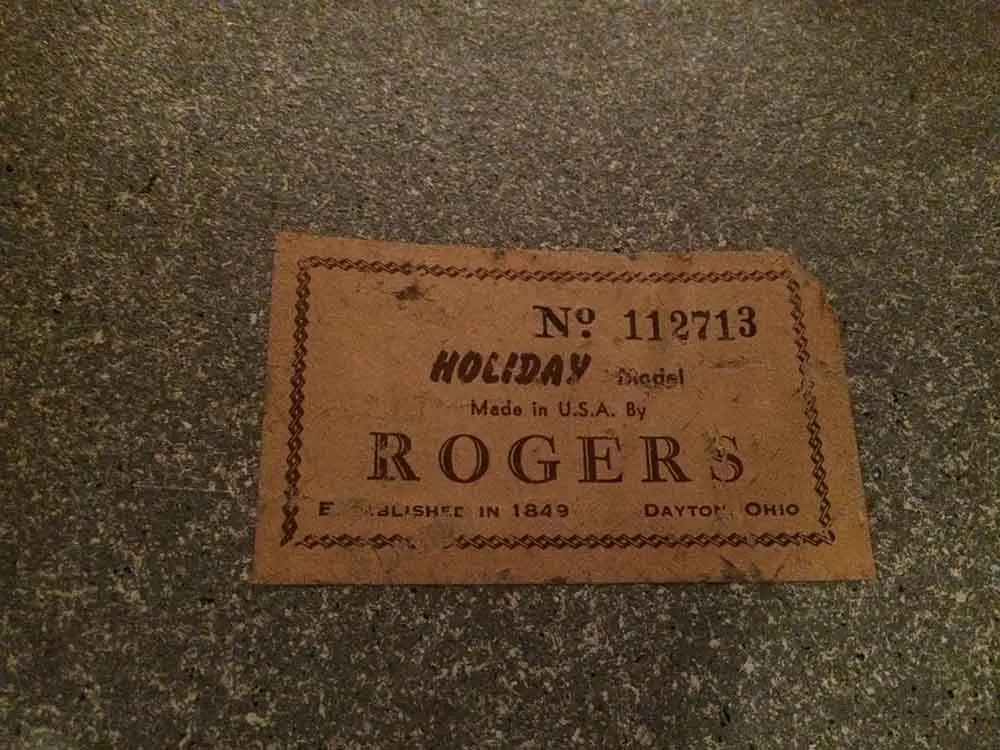 Nº 112713
HOLIDAY Model
Made in U.S.A. By
ROGERS
ESTABLISHED IN 1849 DAYTON, OHIO